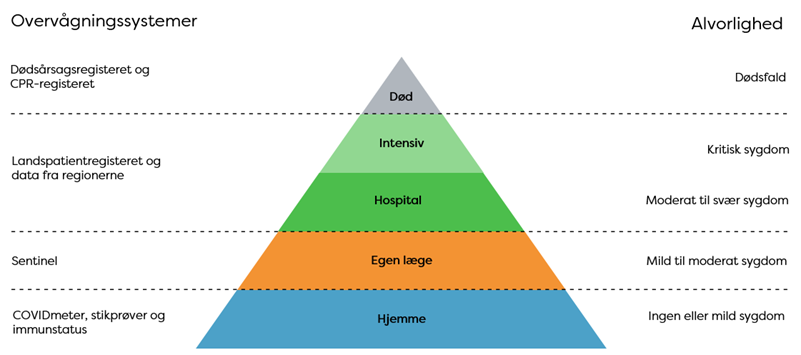 Overvågningssystemer
Alvorlighed
Dødsårsagsregisteret og
CPR-registeret
Død
Dødsfald
Landspatientregisteret og
data fra regionerne
Intensiv
Kritisk sygdom
Hospital
Moderat til svær sygdom
Sentinel
Egen læge
Mild til moderat sygdom
COVIDmeter, stikprøver og
immunstatus
Hjemme
Ingen eller mild sygdom